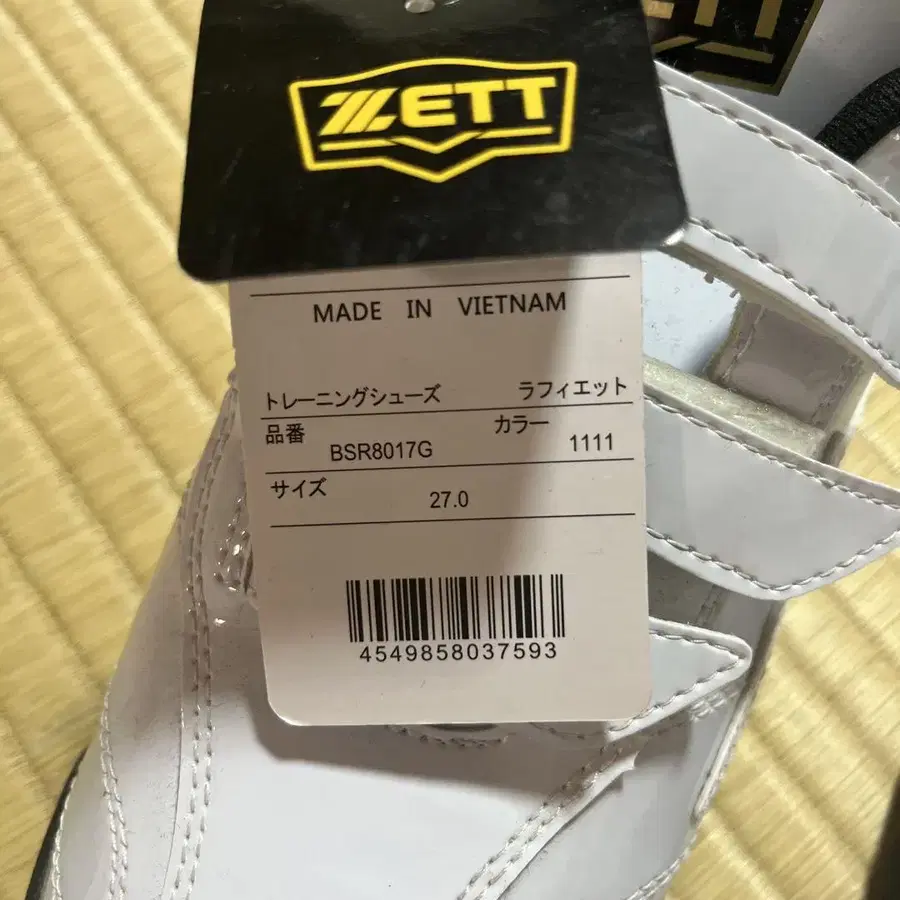 ZETT
ETT
MADE IN VIETNAM
トレーニングシューズ ラフィエット
品番 BSR8017G カラー 1111
サイズ 27.0
4549858037593